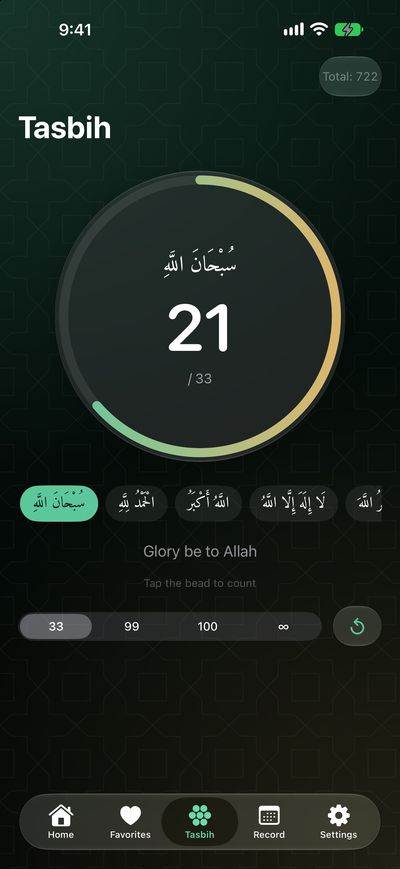 9:41
Total: 722
Tasbih
سُبْحَانَ اللَّهِ
21
/ 33
سُبْحَانَ اللَّهِ
الْحَمْدُ لِلَّهِ
اللَّهُ أَكْبَرُ
لَا إِلَهَ إِلَّا اللَّهُ
Glory be to Allah
Tap the bead to count
33 99 100 ∞
Home Favorites Tasbih Record Settings